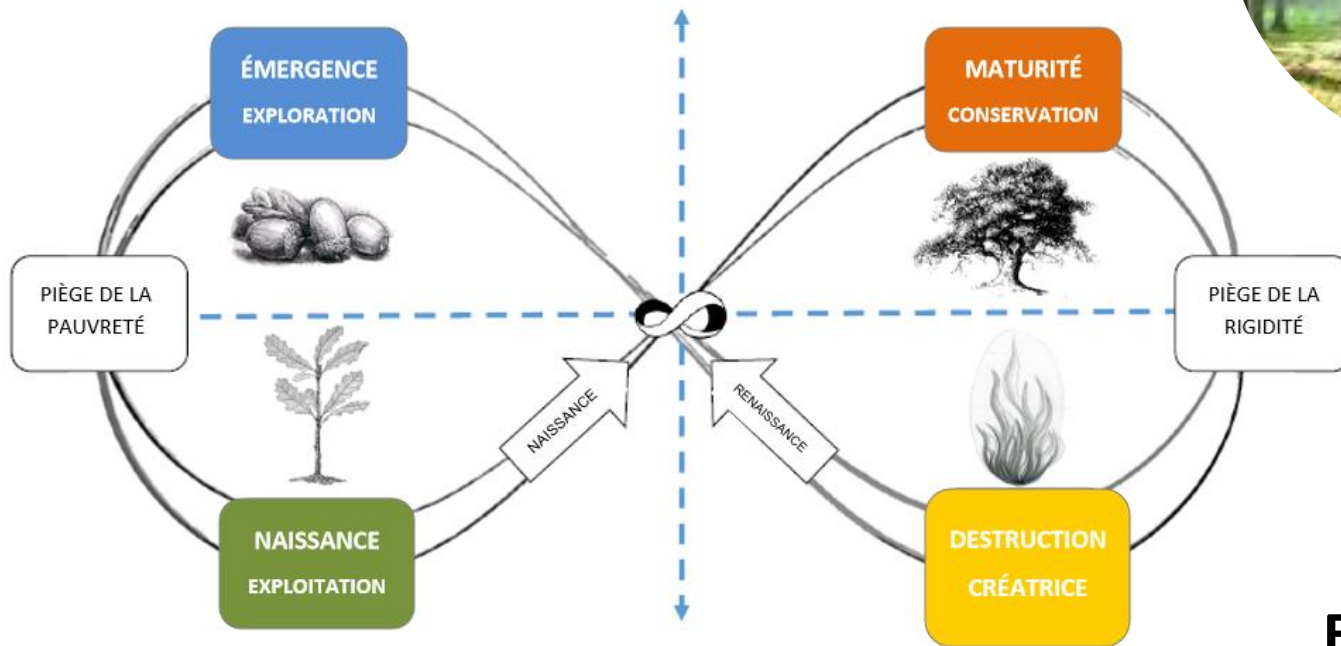 ÉMERGENCE
EXPLORATION
MATURITÉ
CONSERVATION
PIÈGE DE LA
PAUVRETÉ
PIÈGE DE LA
RIGIDITÉ
NAISSANCE
RENAISSANCE
NAISSANCE
EXPLOITATION
DESTRUCTION
CRÉATRICE